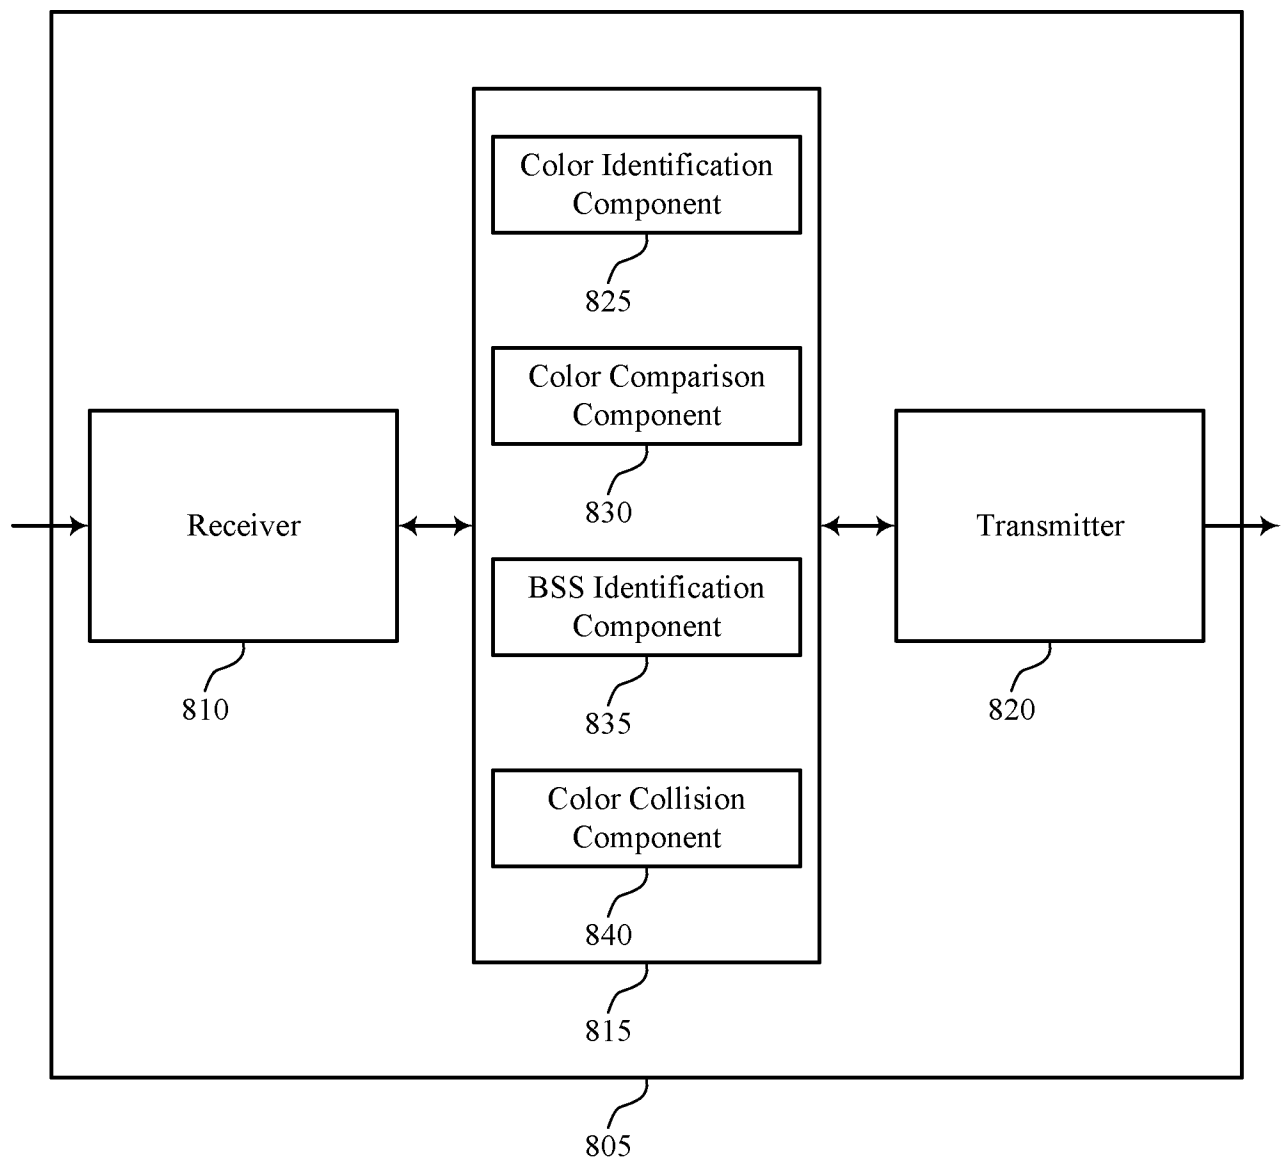 Color Identification
Component
825
Color Comparison
Component
830
Receiver
810
BSS Identification
Component
835
Transmitter
820
Color Collision
Component
840
815
805